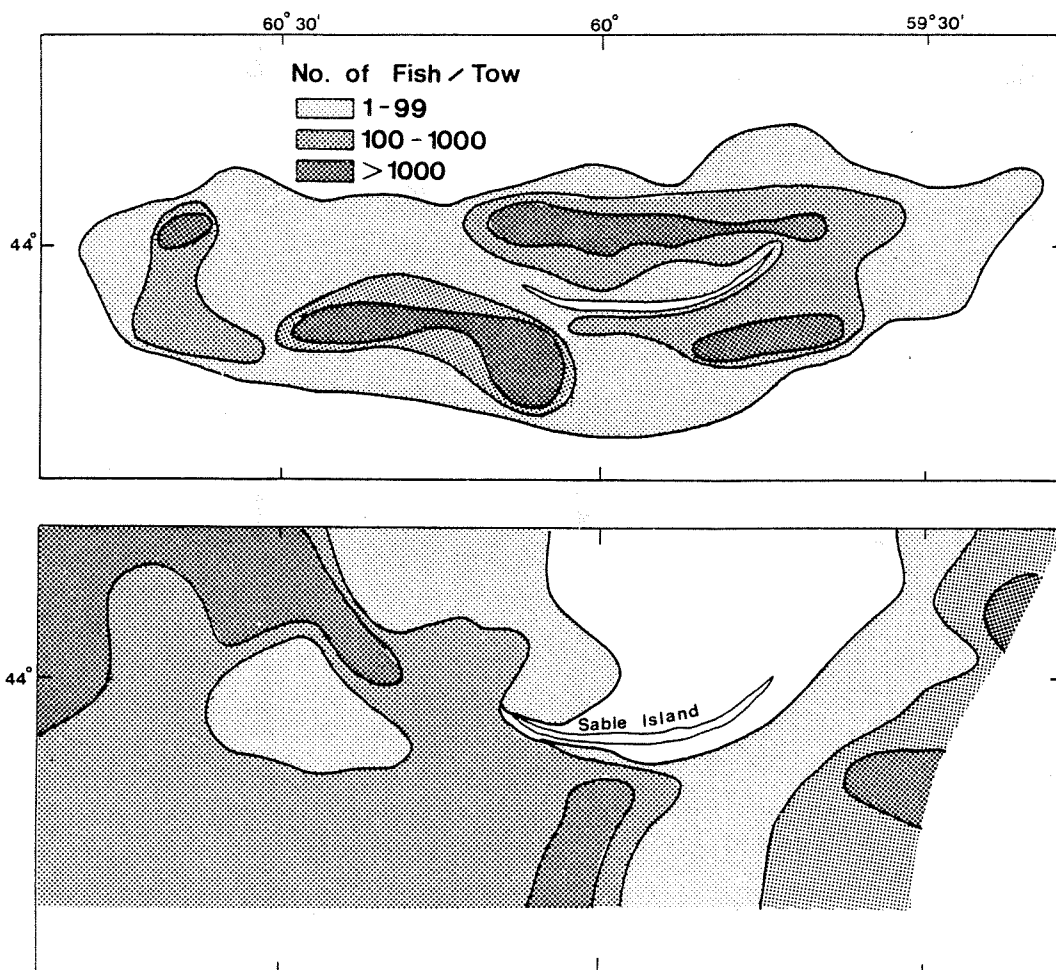 60° 30' 60° 59° 30'
No. of Fish / Tow
1-99
100-1000
>1000
44°
44°
Sable Island